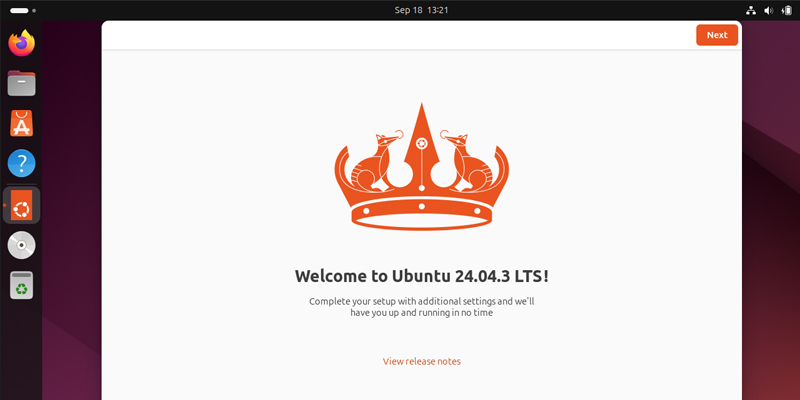 Sep 18 13:21
Next
Welcome to Ubuntu 24.04.3 LTS!
Complete your setup with additional settings and we'll
have you up and running in no time
View release notes